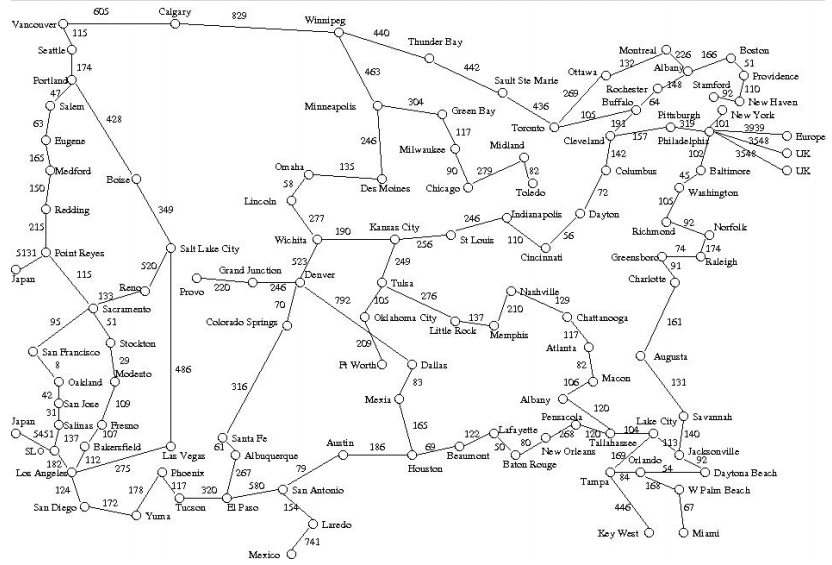 605
829
Vancouver
Calgary
Winnipeg
115
440
Thunder Bay
Seattle
174
Portland
47
Salem
63
428
463
442
Sault Ste Marie
436
Montreal
132
226
166
Boston
Ottawa
Albany
51
Providence
Rochester
148
Stamford
92
110
269
Buffalo
64
New Haven
105
Toronto
191
Pittsburgh
New York
Minneapolis
304
Green Bay
117
Milwaukee
Eugene
165
Medford
150
Boise
246
Midland
90
279
82
Chicago
Toledo
Cleveland
157
319
101
3939
Europe
Philadelphia
3548
UK
3548
UK
142
102
Columbus
Baltimore
45
Washington
Omaha
135
58
Des Moines
Lincoln
72
105
Redding
349
215
277
Kansas City
246
Indianapolis
Dayton
92
Richmond
Norfolk
5131
Point Reyes
Salt Lake City
Wichita
190
256
St Louis
110
56
Cincinnati
Greensboro
74
174
Raleigh
Japan
115
520
Grand Junction
523
Denver
249
91
Charlotte
Reno
Provo
220
246
Tulsa
133
Sacramento
70
792
105
276
Nashville
95
51
Colorado Springs
Oklahoma City
137
210
129
Chattanooga
161
Stockton
209
Little Rock
Memphis
117
San Francisco
29
Atlanta
8
Modesto
486
Ft Worth
Dallas
82
Augusta
Oakland
83
106
Macon
42
316
Mexia
Albany
131
San Jose
109
31
120
Savannah
Japan
Salinas
Fresno
165
Pensacola
Lake City
5451
137
107
Santa Fe
Austin
Lafayette
268
120
104
140
SLO
Bakersfield
61
Albuquerque
186
69
122
50
80
New Orleans
Tallahassee
113
Jacksonville
182
112
Las Vegas
Houston
Beaumont
Baton Rouge
169
Orlando
92
Los Angeles
275
Phoenix
267
79
54
Daytona Beach
124
178
117
320
580
San Antonio
Tampa
84
168
W Palm Beach
San Diego
172
Yuma
Tucson
El Paso
154
446
67
Laredo
Key West
Miami
741
Mexico